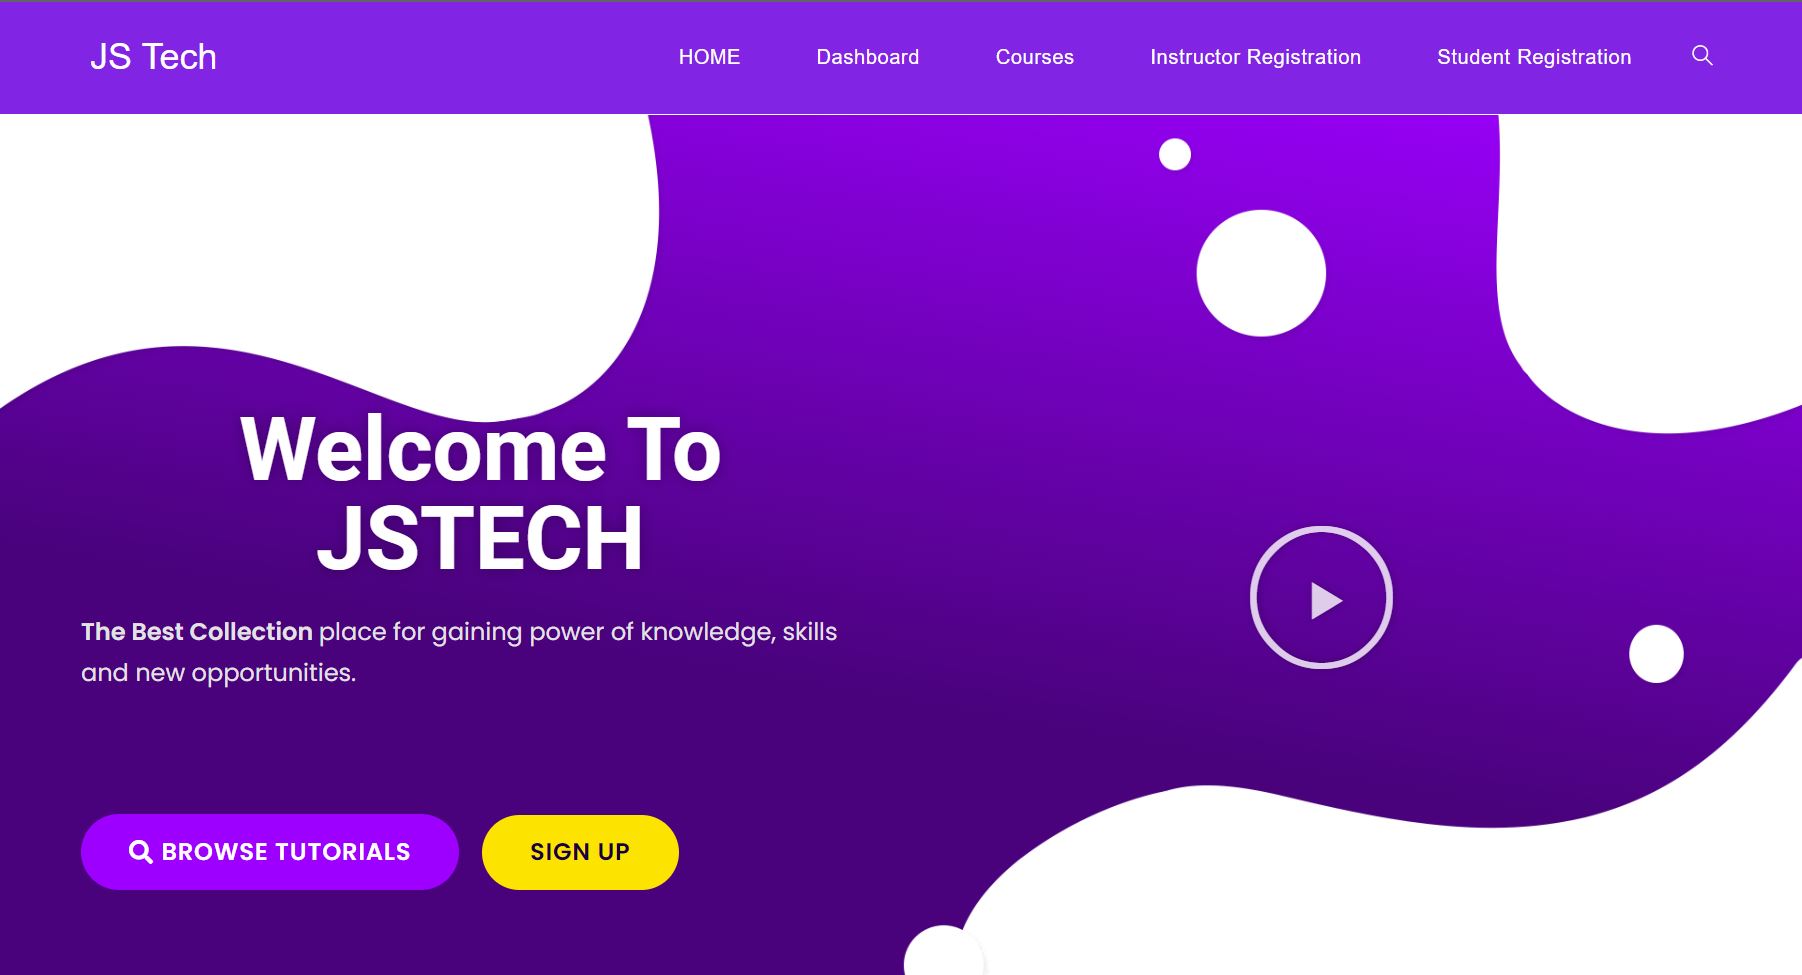 JS Tech
HOME Dashboard Courses Instructor Registration Student Registration
Welcome To
JSTECH
The Best Collection place for gaining power of knowledge, skills
and new opportunities.
BROWSE TUTORIALS SIGN UP